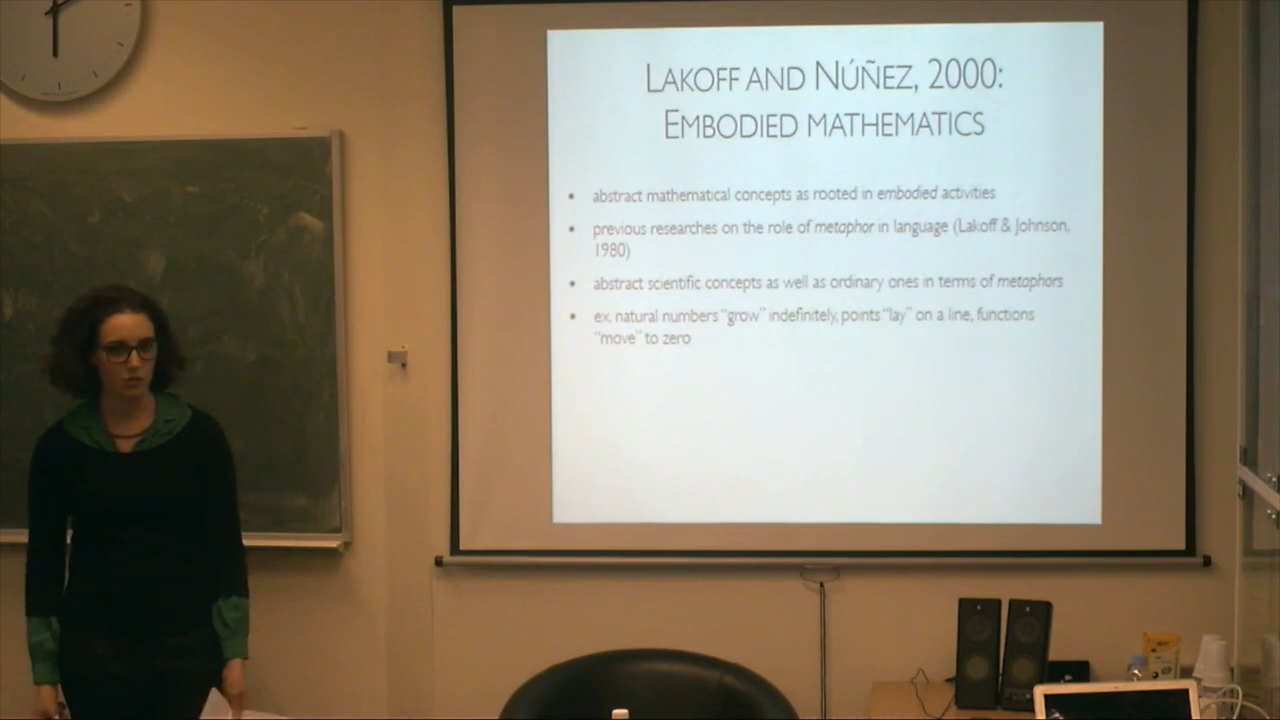 LAKOFF AND NÚÑEZ, 2000:
EMBODIED MATHEMATICS
• abstract mathematical concepts as rooted in embodied activities
• previous researches on the role of metaphor in language (Lakoff & Johnson,
1980)
• abstract scientific concepts as well as ordinary ones in terms of metaphors
• ex. natural numbers “grow” indefinitely, points “lay” on a line, functions
“move” to zero